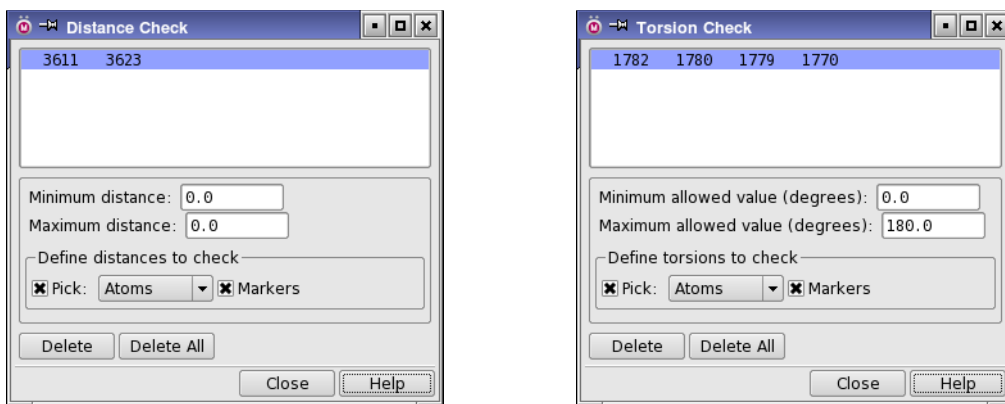 Distance Check
3611 3623
Minimum distance: 0.0
Maximum distance: 0.0
Define distances to check
Pick: Atoms Markers
Delete Delete All
Close Help
Torsion Check
1782 1780 1779 1770
Minimum allowed value (degrees): 0.0
Maximum allowed value (degrees): 180.0
Define torsions to check
Pick: Atoms Markers
Delete Delete All
Close Help